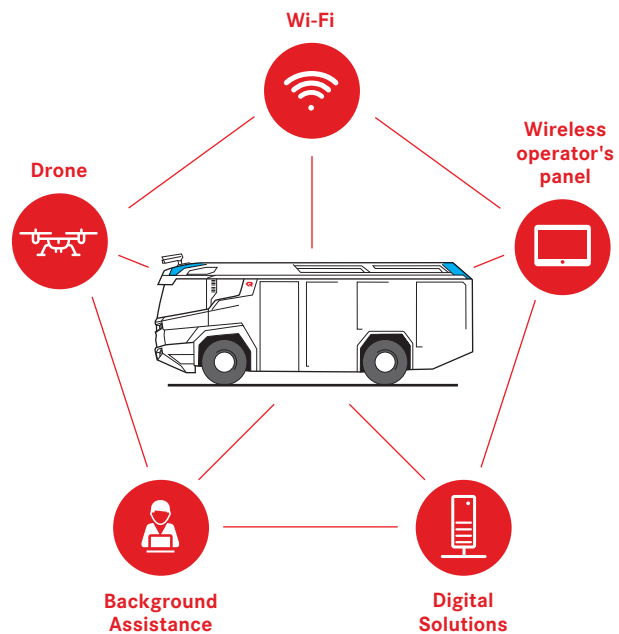 Wi-Fi
Wireless
operator's
panel
Drone
Background
Assistance
Digital
Solutions